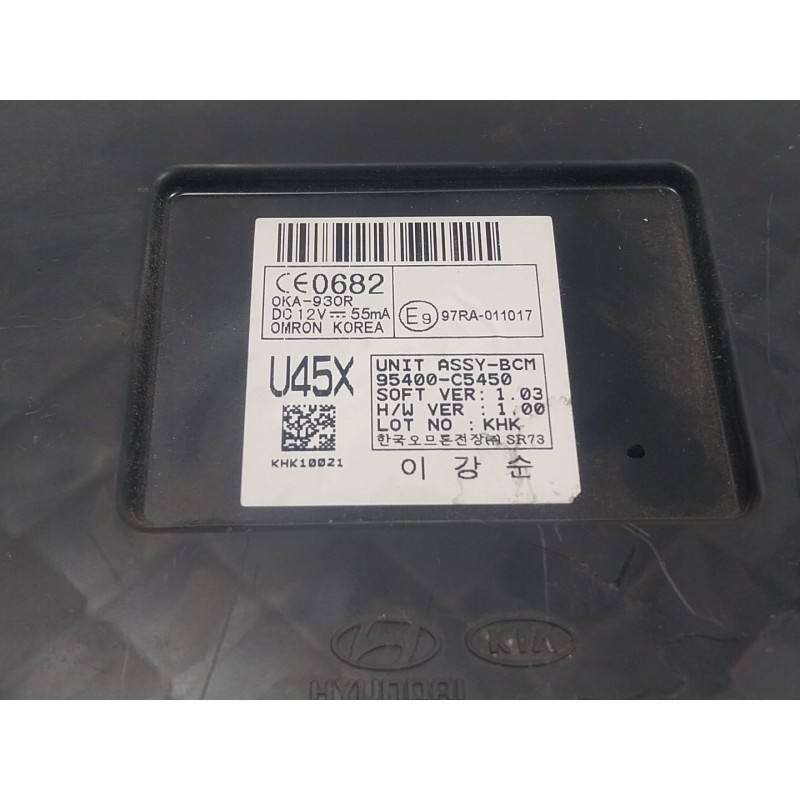 CE0682
OKA-930R
DC 12V ⎓ 55mA
OMRON KOREA
E9 97RA-011017
U45X
KHK10021
UNIT ASSY-BCM
95400-C5450
SOFT VER: 1.03
H/W VER : 1.00
LOT NO : KHK
한국오므론전장㈜ SR73
이강순
KIA
HYUNDAI